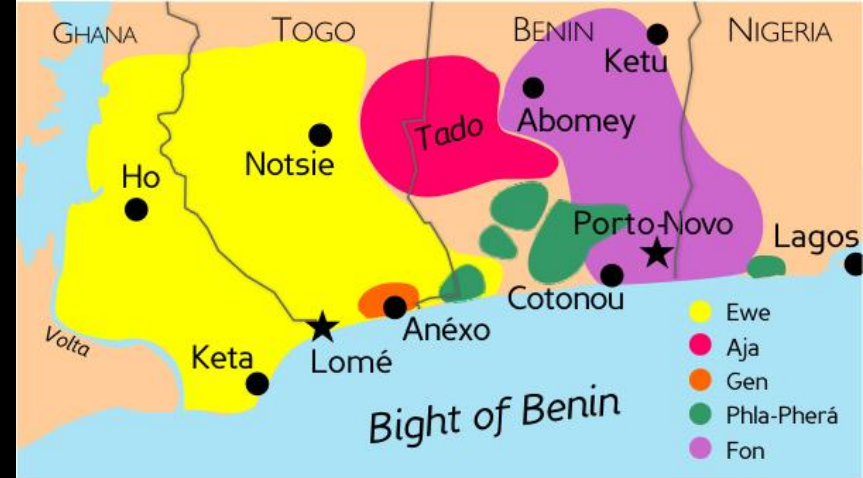 GHANA
TOGO
BENIN
NIGERIA
Ketu
Abomey
Tado
Notsie
Ho
Porto-Novo
Lagos
Cotonou
Anéxo
Volta
Keta
Lomé
Bight of Benin
Ewe
Aja
Gen
Phla-Pherá
Fon